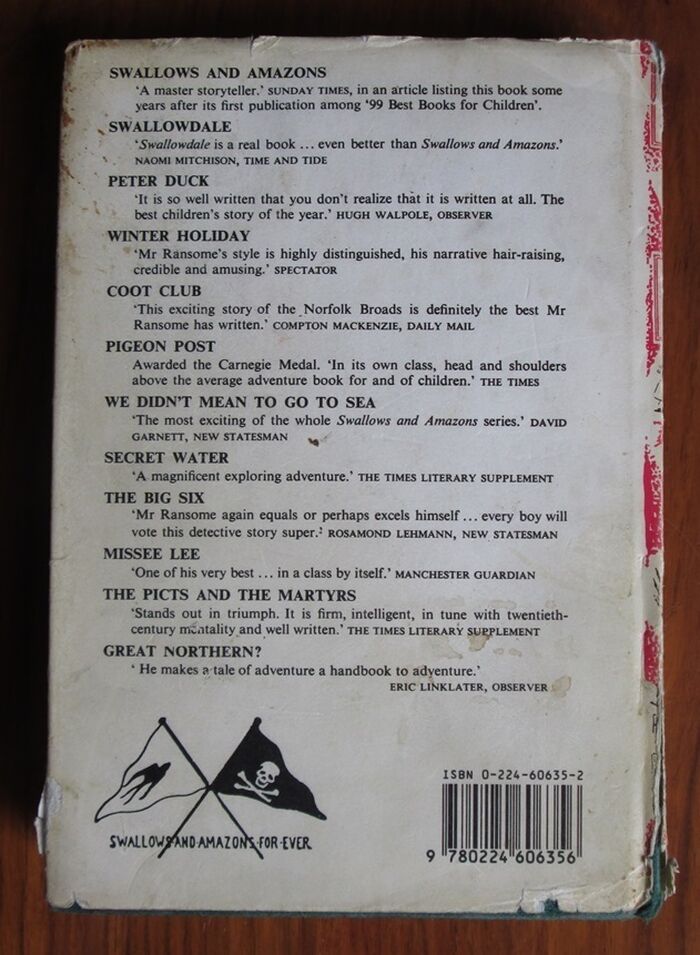 SWALLOWS AND AMAZONS
'A master storyteller.' SUNDAY TIMES, in an article listing this book some
years after its first publication among '99 Best Books for Children'.
SWALLOWDALE
'Swallowdale is a real book ... even better than Swallows and Amazons.'
NAOMI MITCHISON, TIME AND TIDE
PETER DUCK
'It is so well written that you don't realize that it is written at all. The
best children's story of the year.' HUGH WALPOLE, OBSERVER
WINTER HOLIDAY
'Mr Ransome's style is highly distinguished, his narrative hair-raising,
credible and amusing.' SPECTATOR
COOT CLUB
'This exciting story of the Norfolk Broads is definitely the best Mr
Ransome has written.' COMPTON MACKENZIE, DAILY MAIL
PIGEON POST
Awarded the Carnegie Medal. 'In its own class, head and shoulders
above the average adventure book for and of children.' THE TIMES
WE DIDN'T MEAN TO GO TO SEA
'The most exciting of the whole Swallows and Amazons series.' DAVID
GARNETT, NEW STATESMAN
SECRET WATER
'A magnificent exploring adventure.' THE TIMES LITERARY SUPPLEMENT
THE BIG SIX
'Mr Ransome again equals or perhaps excels himself ... every boy will
vote this detective story super.' ROSAMOND LEHMANN, NEW STATESMAN
MISSEE LEE
'One of his very best ... in a class by itself.' MANCHESTER GUARDIAN
THE PICTS AND THE MARTYRS
'Stands out in triumph. It is firm, intelligent, in tune with twentieth-
century mentality and well written.' THE TIMES LITERARY SUPPLEMENT
GREAT NORTHERN?
' He makes a tale of adventure a handbook to adventure.'
ERIC LINKLATER, OBSERVER
SWALLOWS·AND·AMAZONS·FOR·EVER
ISBN 0-224-60635-2
9 780224 606356